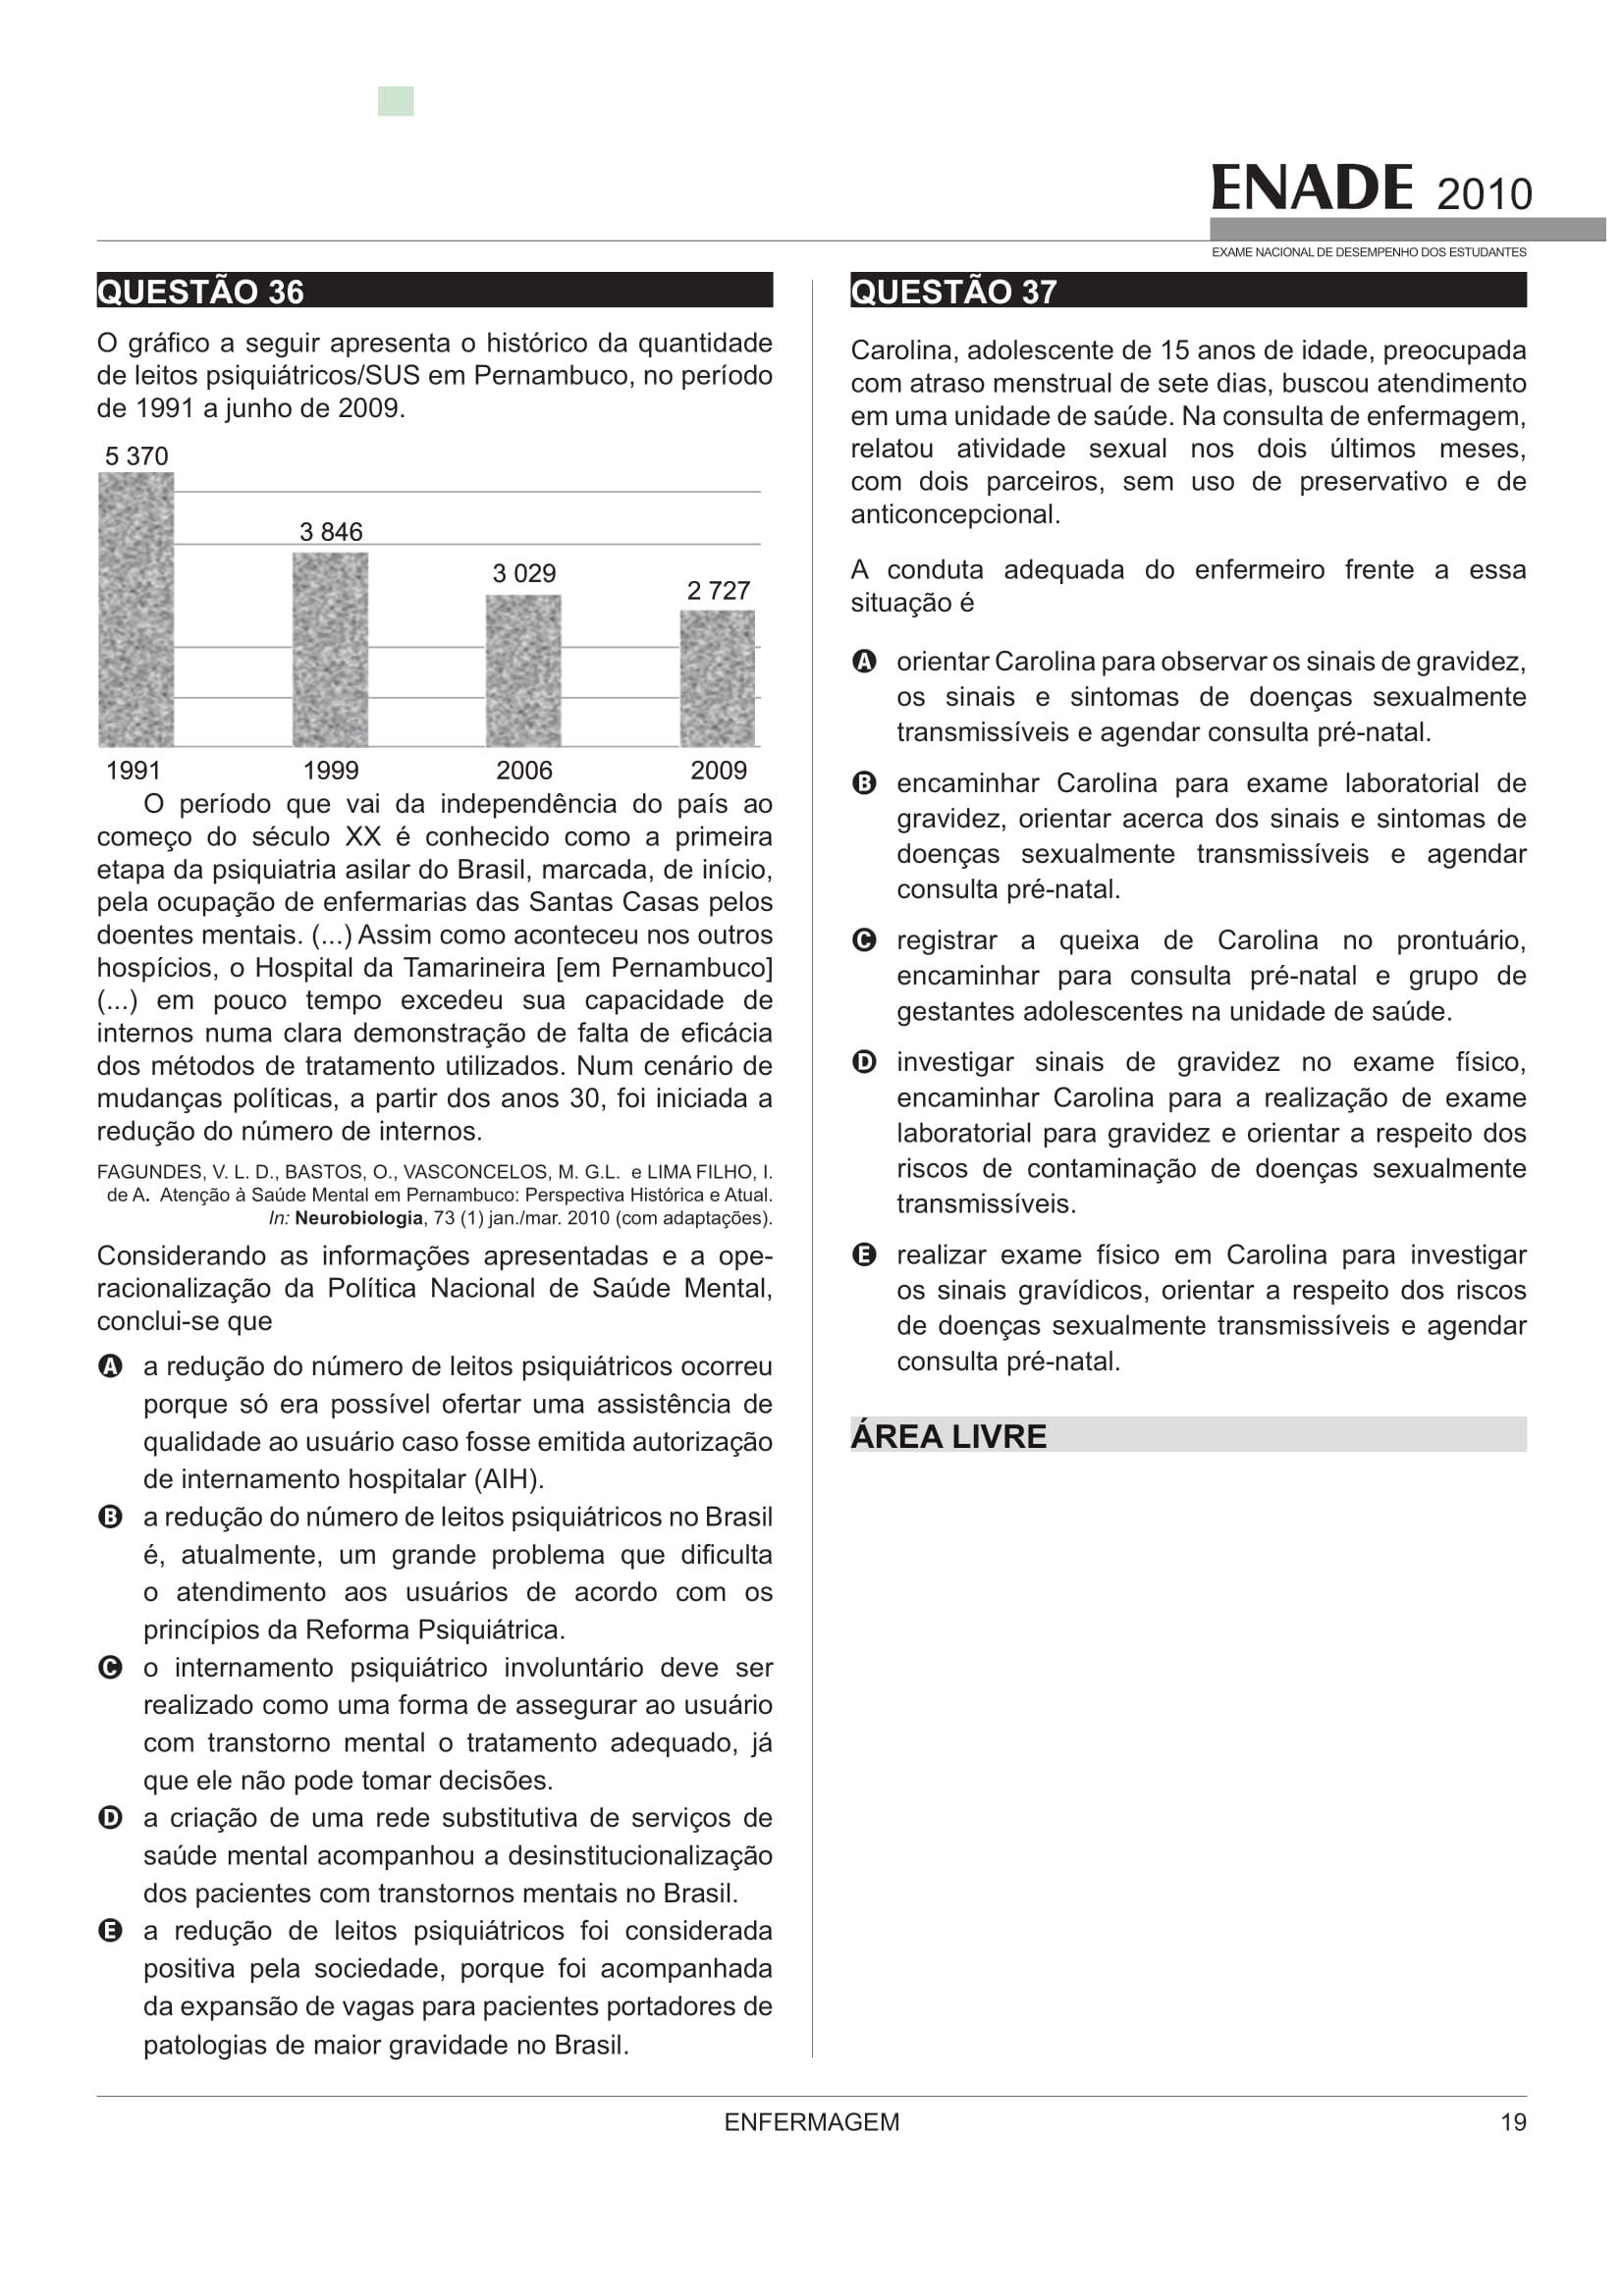 ENADE 2010
EXAME NACIONAL DE DESEMPENHO DOS ESTUDANTES
QUESTÃO 36
O gráfico a seguir apresenta o histórico da quantidade
de leitos psiquiátricos/SUS em Pernambuco, no período
de 1991 a junho de 2009.
5 370
3 846
3 029
2 727
1991 1999 2006 2009
O período que vai da independência do país ao
começo do século XX é conhecido como a primeira
etapa da psiquiatria asilar do Brasil, marcada, de início,
pela ocupação de enfermarias das Santas Casas pelos
doentes mentais. (...) Assim como aconteceu nos outros
hospícios, o Hospital da Tamarineira [em Pernambuco]
(...) em pouco tempo excedeu sua capacidade de
internos numa clara demonstração de falta de eficácia
dos métodos de tratamento utilizados. Num cenário de
mudanças políticas, a partir dos anos 30, foi iniciada a
redução do número de internos.
FAGUNDES, V. L. D., BASTOS, O., VASCONCELOS, M. G.L. e LIMA FILHO, I.
de A. Atenção à Saúde Mental em Pernambuco: Perspectiva Histórica e Atual.
In: Neurobiologia, 73 (1) jan./mar. 2010 (com adaptações).
Considerando as informações apresentadas e a ope-
racionalização da Política Nacional de Saúde Mental,
conclui-se que
A a redução do número de leitos psiquiátricos ocorreu
porque só era possível ofertar uma assistência de
qualidade ao usuário caso fosse emitida autorização
de internamento hospitalar (AIH).
B a redução do número de leitos psiquiátricos no Brasil
é, atualmente, um grande problema que dificulta
o atendimento aos usuários de acordo com os
princípios da Reforma Psiquiátrica.
C o internamento psiquiátrico involuntário deve ser
realizado como uma forma de assegurar ao usuário
com transtorno mental o tratamento adequado, já
que ele não pode tomar decisões.
D a criação de uma rede substitutiva de serviços de
saúde mental acompanhou a desinstitucionalização
dos pacientes com transtornos mentais no Brasil.
E a redução de leitos psiquiátricos foi considerada
positiva pela sociedade, porque foi acompanhada
da expansão de vagas para pacientes portadores de
patologias de maior gravidade no Brasil.
QUESTÃO 37
Carolina, adolescente de 15 anos de idade, preocupada
com atraso menstrual de sete dias, buscou atendimento
em uma unidade de saúde. Na consulta de enfermagem,
relatou atividade sexual nos dois últimos meses,
com dois parceiros, sem uso de preservativo e de
anticoncepcional.
A conduta adequada do enfermeiro frente a essa
situação é
A orientar Carolina para observar os sinais de gravidez,
os sinais e sintomas de doenças sexualmente
transmissíveis e agendar consulta pré-natal.
B encaminhar Carolina para exame laboratorial de
gravidez, orientar acerca dos sinais e sintomas de
doenças sexualmente transmissíveis e agendar
consulta pré-natal.
C registrar a queixa de Carolina no prontuário,
encaminhar para consulta pré-natal e grupo de
gestantes adolescentes na unidade de saúde.
D investigar sinais de gravidez no exame físico,
encaminhar Carolina para a realização de exame
laboratorial para gravidez e orientar a respeito dos
riscos de contaminação de doenças sexualmente
transmissíveis.
E realizar exame físico em Carolina para investigar
os sinais gravídicos, orientar a respeito dos riscos
de doenças sexualmente transmissíveis e agendar
consulta pré-natal.
ÁREA LIVRE
ENFERMAGEM
19